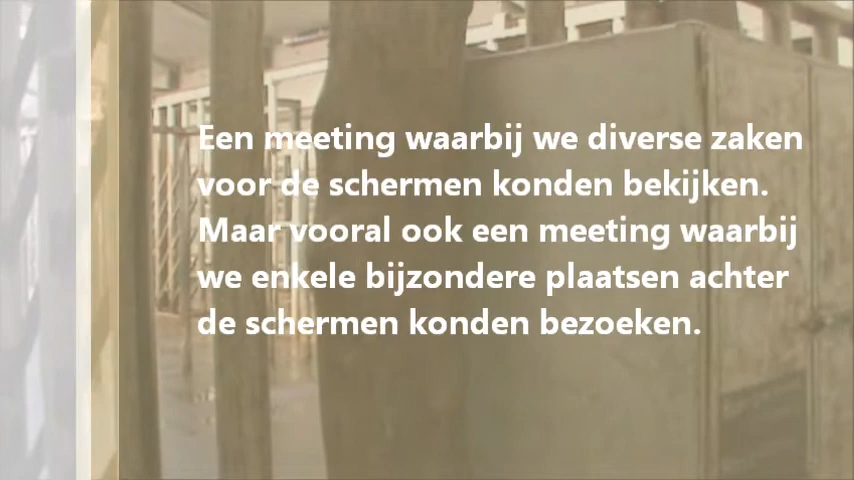 Een meeting waarbij we diverse zaken
voor de schermen konden bekijken.
Maar vooral ook een meeting waarbij
we enkele bijzondere plaatsen achter
de schermen konden bezoeken.